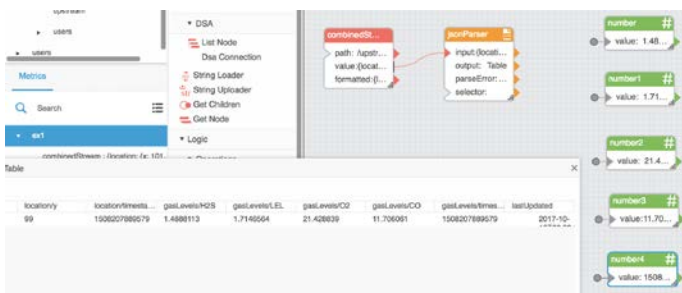 upstream
users
users
Metrics
Search
ex1
combinedStream : {location: {x: 101
DSA
List Node
Dsa Connection
String Loader
String Uploader
Get Children
Get Node
Logic
combinedSt...
path: /upstr...
value:{locat...
formatted:{l...
jsonParser
input:{locati...
output: Table
parseError:...
selector:
number #
value: 1.48...
number1 #
value: 1.71...
number2 #
value: 21.4...
number3 #
value:11.70...
number4 #
value: 1508...
Table
location/y location/timesta... gasLevels/H2S gasLevels/LEL gasLevels/O2 gasLevels/CO gasLevels/times... lastUpdated
99 1508207889579 1.4888113 1.7146564 21.428839 11.706061 1508207889579 2017-10-